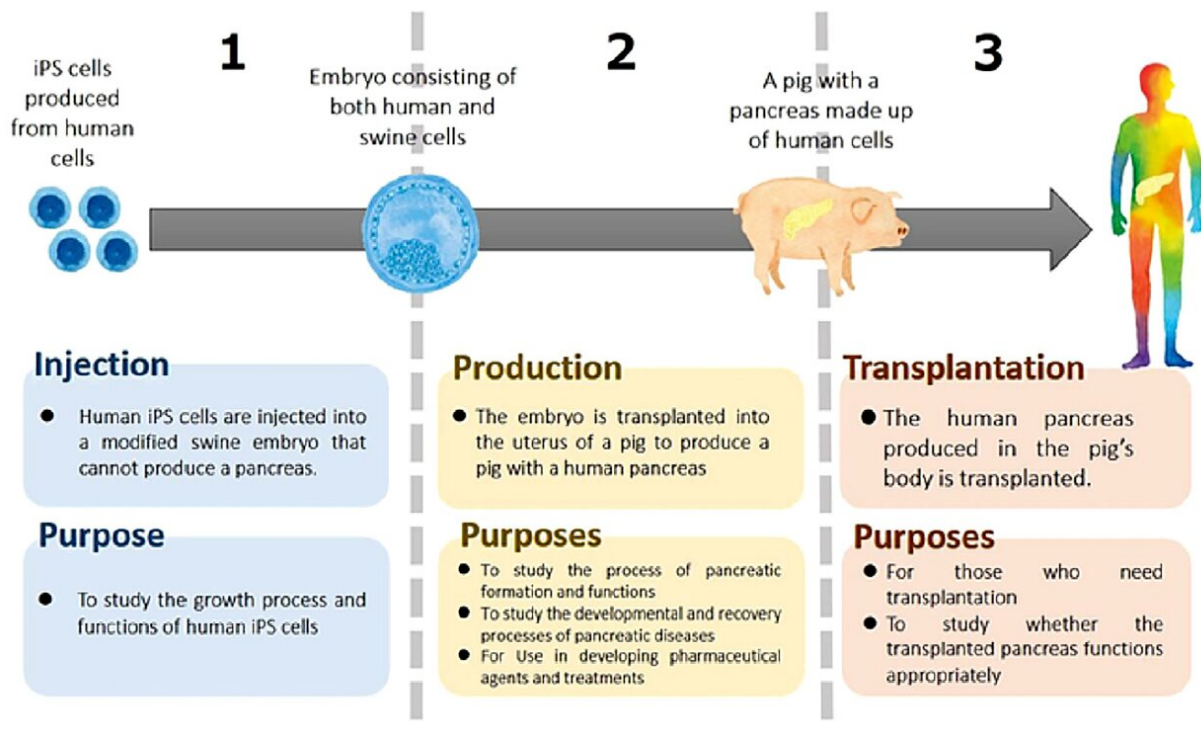 1
2
3
iPS cells
produced
from human
cells
Embryo consisting of
both human and
swine cells
A pig with a
pancreas made up
of human cells
Injection
● Human iPS cells are injected into
a modified swine embryo that
cannot produce a pancreas.
Purpose
● To study the growth process and
functions of human iPS cells
Production
● The embryo is transplanted into
the uterus of a pig to produce a
pig with a human pancreas
Purposes
● To study the process of pancreatic
formation and functions
● To study the developmental and recovery
processes of pancreatic diseases
● For Use in developing pharmaceutical
agents and treatments
Transplantation
● The human pancreas
produced in the pig's
body is transplanted.
Purposes
● For those who need
transplantation
● To study whether the
transplanted pancreas functions
appropriately